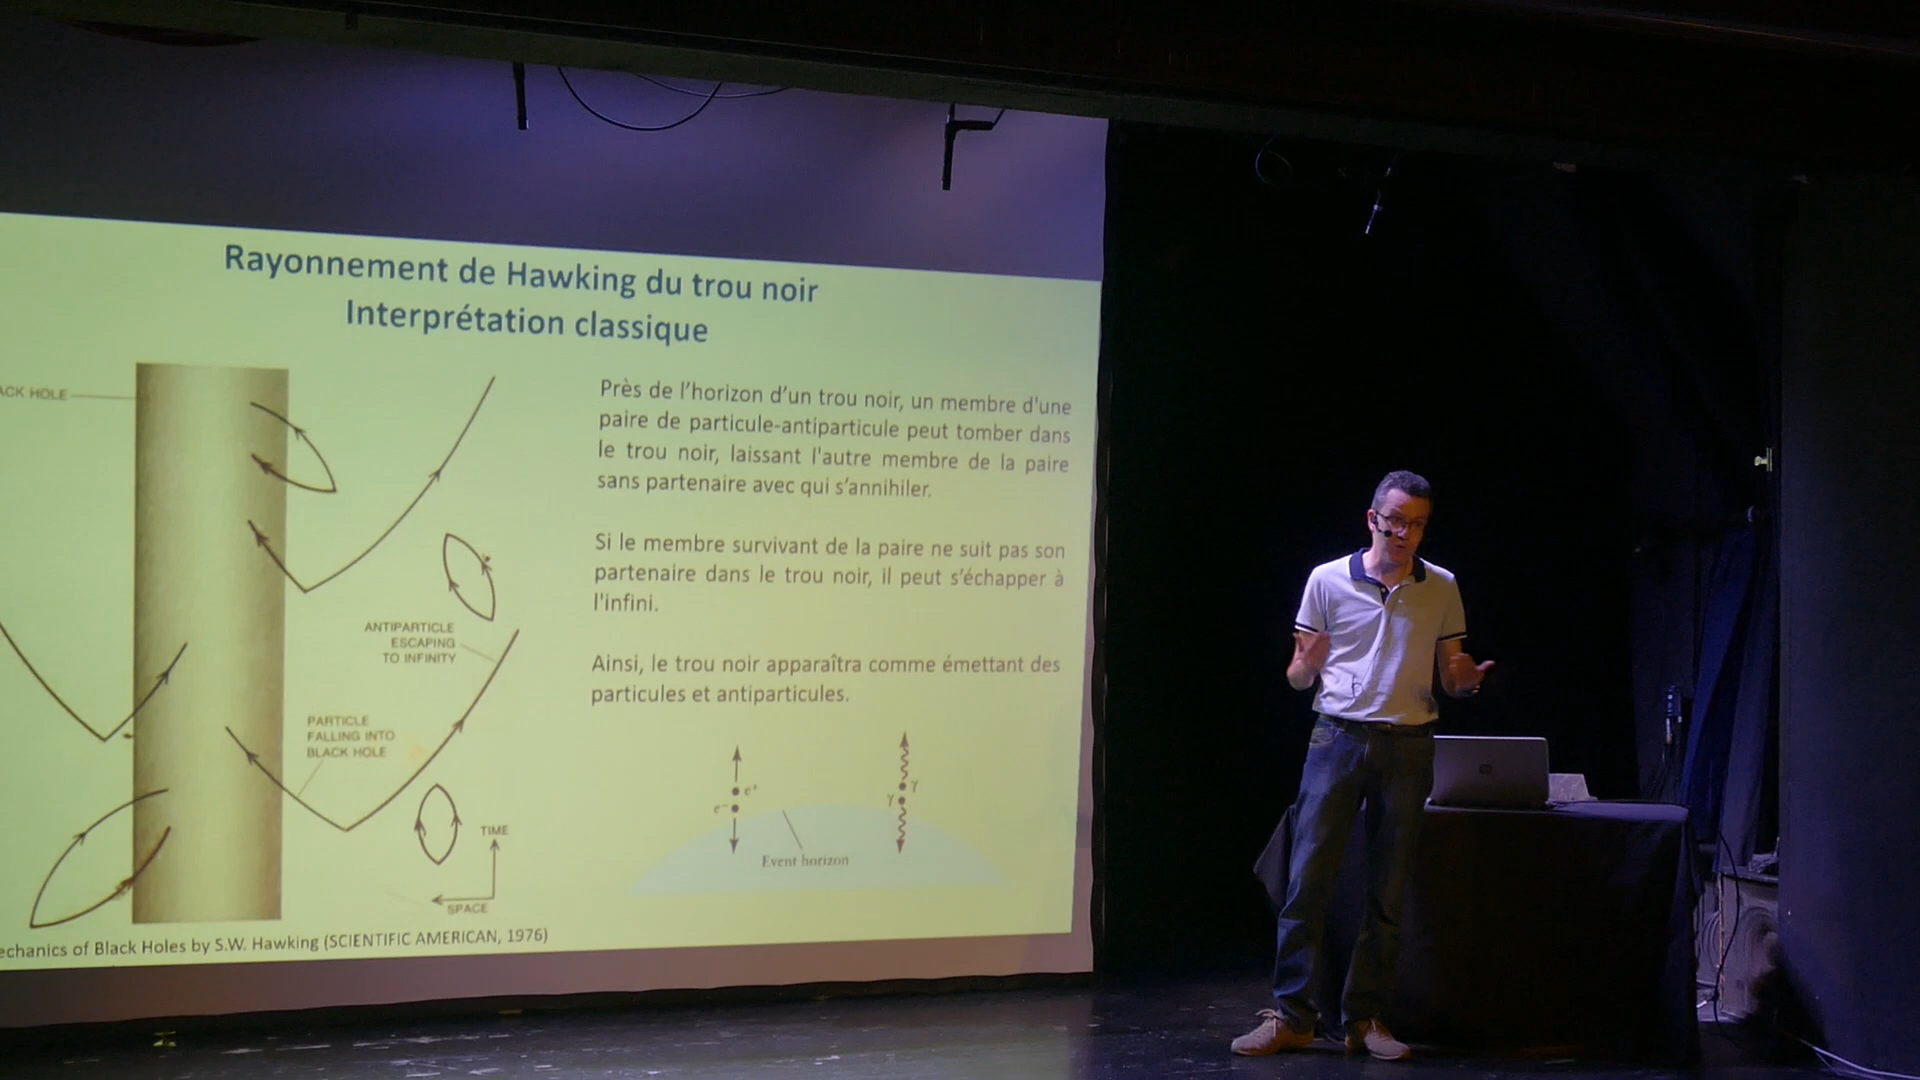 Rayonnement de Hawking du trou noir
Interprétation classique
ACK HOLE
ANTIPARTICLE
ESCAPING
TO INFINITY
PARTICLE
FALLING INTO
BLACK HOLE
TIME
SPACE
echanics of Black Holes by S.W. Hawking (SCIENTIFIC AMERICAN, 1976)
Près de l’horizon d’un trou noir, un membre d'une
paire de particule-antiparticule peut tomber dans
le trou noir, laissant l'autre membre de la paire
sans partenaire avec qui s’annihiler.
Si le membre survivant de la paire ne suit pas son
partenaire dans le trou noir, il peut s’échapper à
l'infini.
Ainsi, le trou noir apparaîtra comme émettant des
particules et antiparticules.
e⁺
e⁻
γ
γ
Event horizon
hp